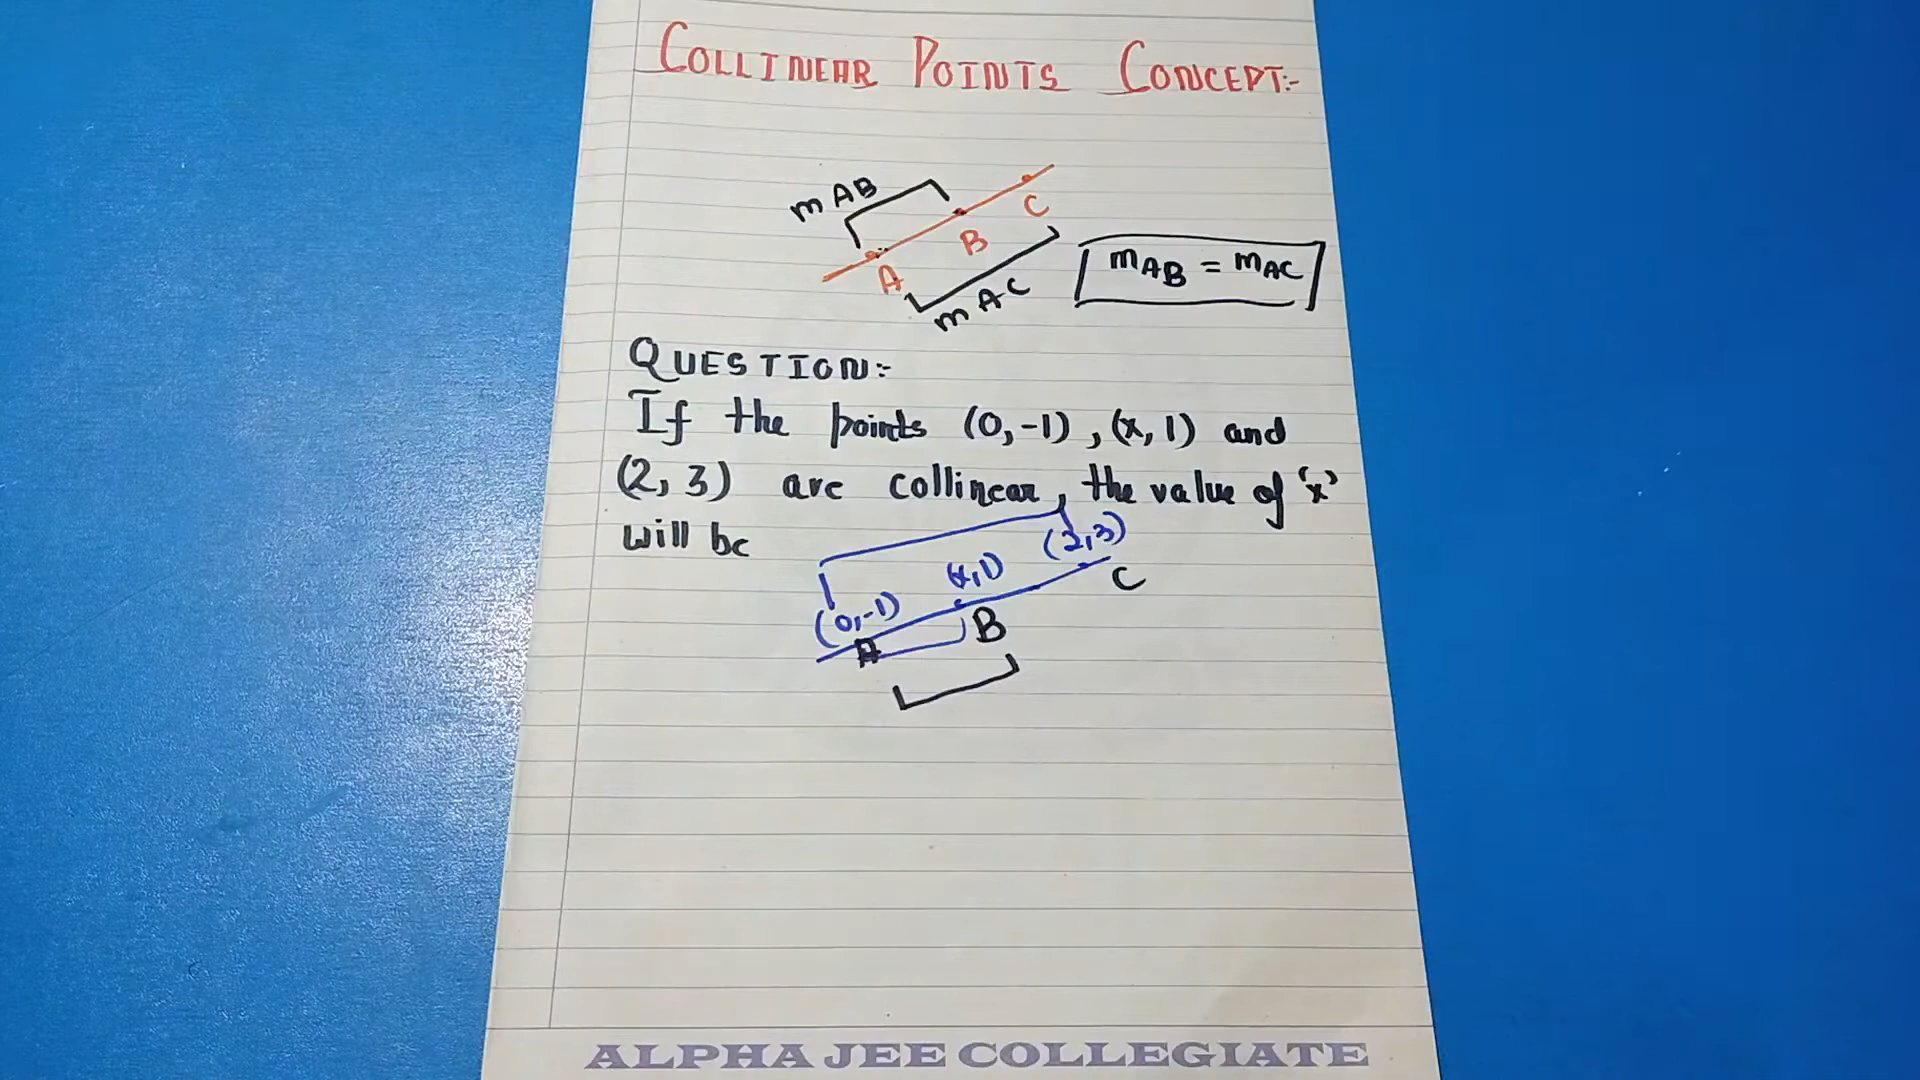 COLLINEAR POINTS CONCEPT:-
mAB
C
B
A
mAC
mAB = mAC
QUESTION:-
If the points (0,-1), (x, 1) and
(2, 3) are collinear, the value of 'x'
will be
(2,3)
(x,1)
C
(0,-1)
B
A
ALPHA JEE COLLEGIATE